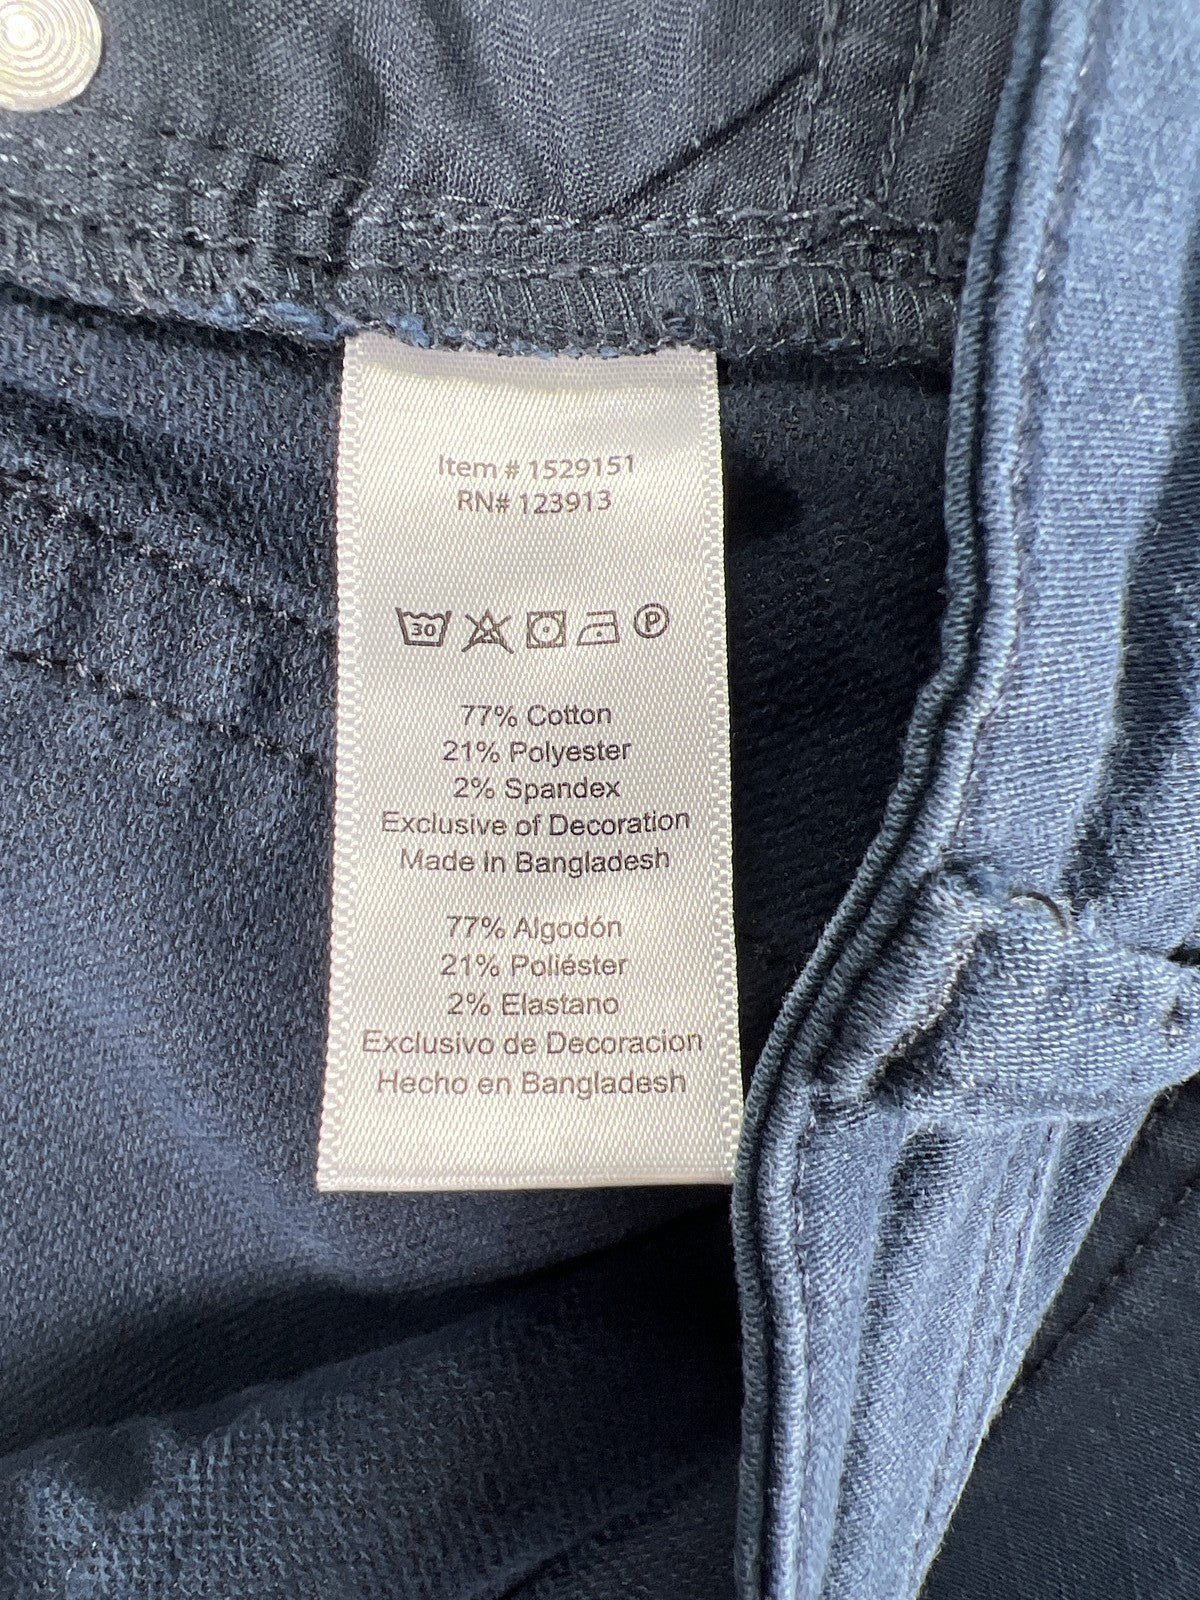 Item # 1529151
RN# 123913
30 P
77% Cotton
21% Polyester
2% Spandex
Exclusive of Decoration
Made in Bangladesh
77% Algodón
21% Poliéster
2% Elastano
Exclusivo de Decoracion
Hecho en Bangladesh